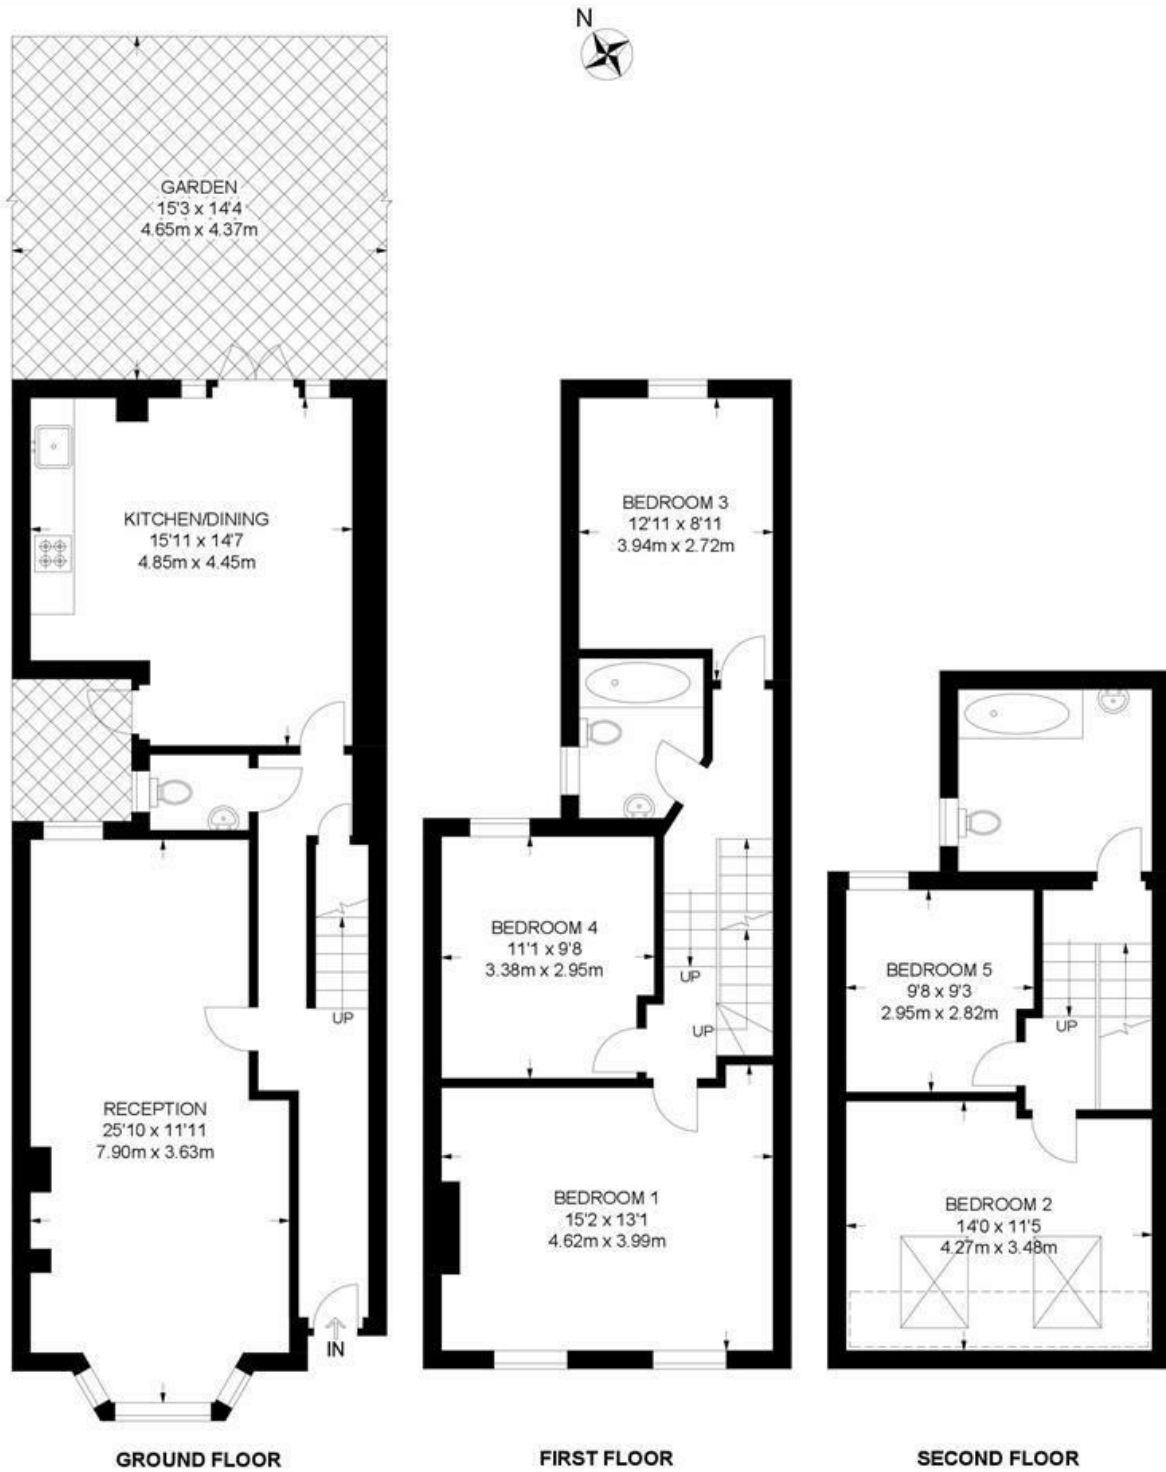 N
GARDEN
15'3 x 14'4
4.65m x 4.37m
KITCHEN/DINING
15'11 x 14'7
4.85m x 4.45m
UP
RECEPTION
25'10 x 11'11
7.90m x 3.63m
IN
GROUND FLOOR
BEDROOM 3
12'11 x 8'11
3.94m x 2.72m
BEDROOM 4
11'1 x 9'8
3.38m x 2.95m
UP
UP
BEDROOM 1
15'2 x 13'1
4.62m x 3.99m
FIRST FLOOR
BEDROOM 5
9'8 x 9'3
2.95m x 2.82m
UP
BEDROOM 2
14'0 x 11'5
4.27m x 3.48m
SECOND FLOOR